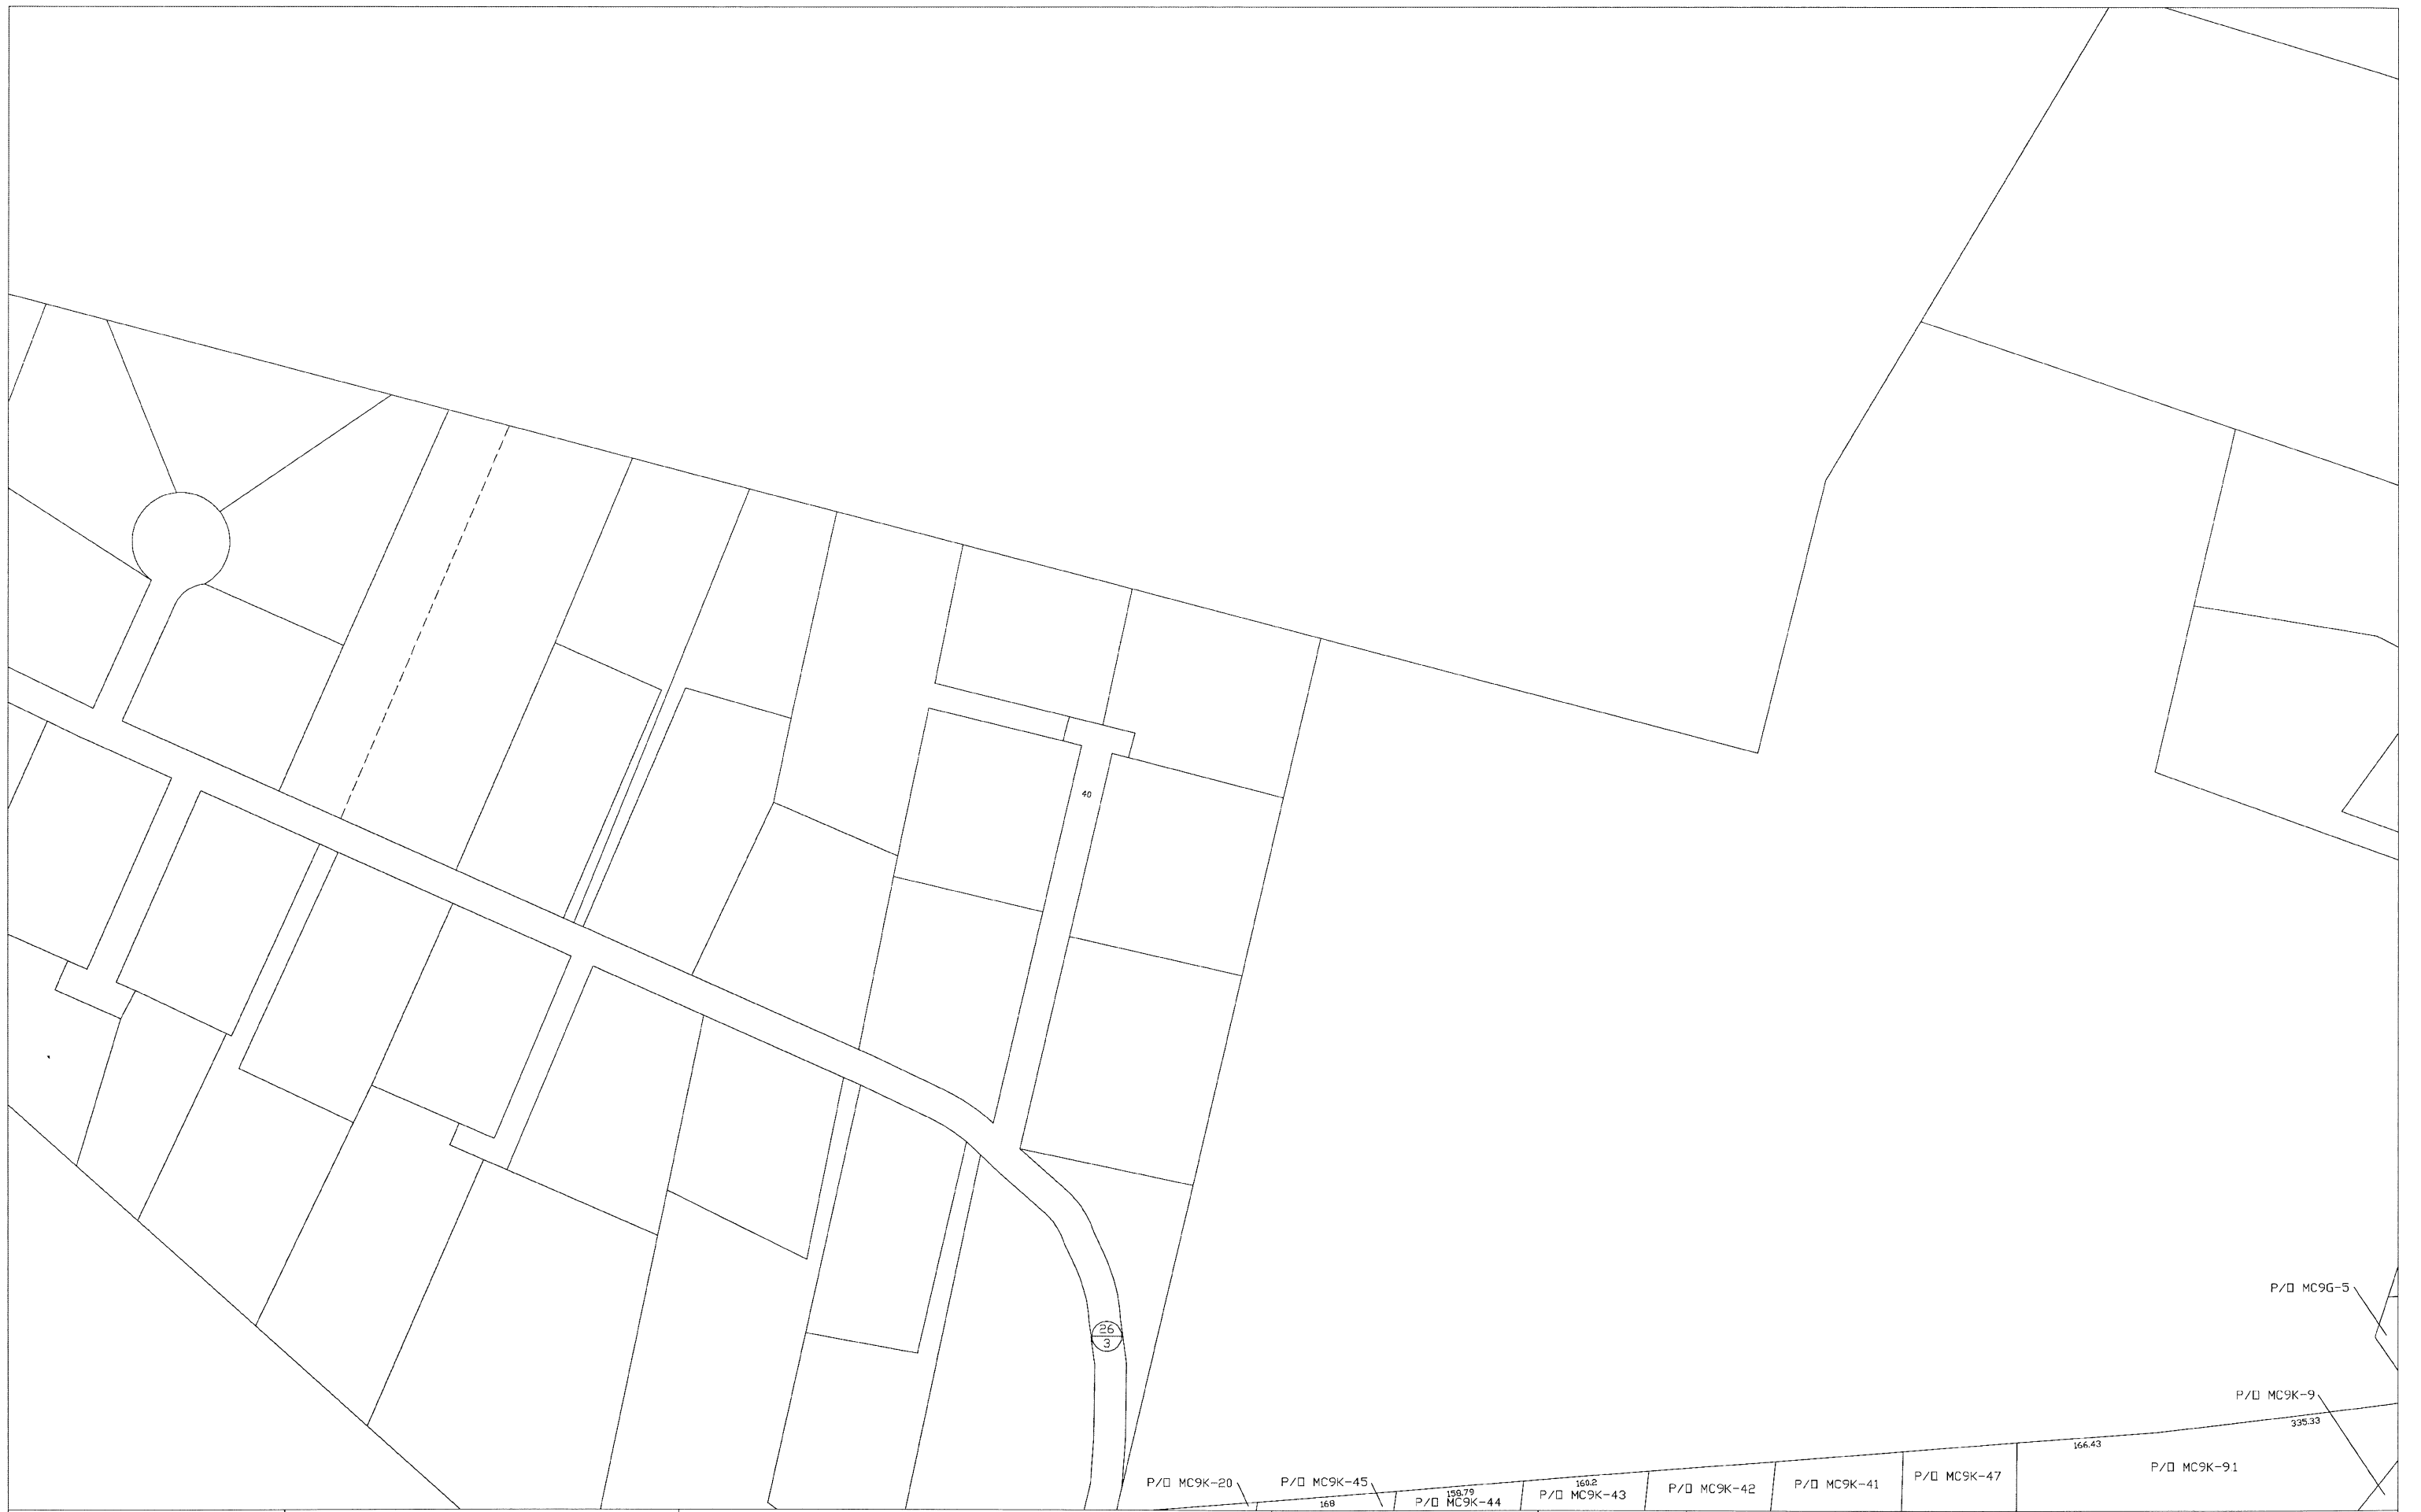 40
P/O MC9G-5
26
3
P/O MC9K-9
335.33
166.43
P/O MC9K-91
P/O MC9K-47
P/O MC9K-41
P/O MC9K-42
160.2
P/O MC9K-43
158.79
P/O MC9K-44
P/O MC9K-45
168
P/O MC9K-20